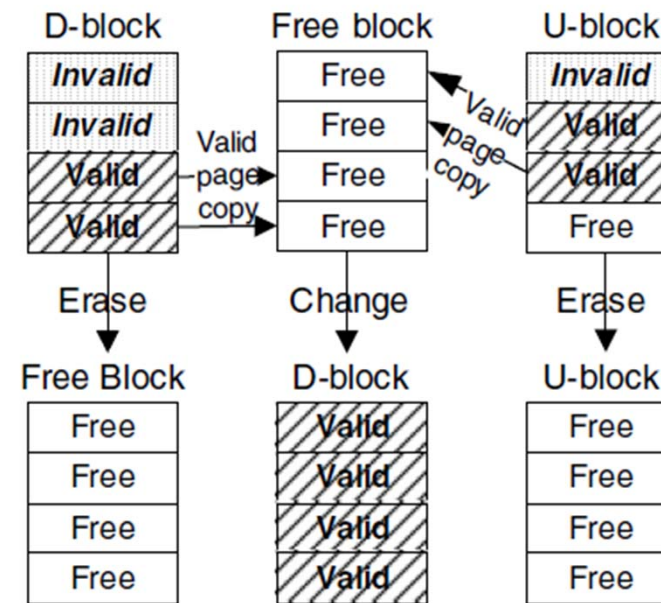 D-block
Free block
U-block
Invalid
Free
Invalid
Invalid
Free
Valid
Valid
Free
Valid
Valid
Free
Free
Valid
page
copy
Valid
page
copy
Erase
Change
Erase
Free Block
D-block
U-block
Free
Valid
Free
Free
Valid
Free
Free
Valid
Free
Free
Valid
Free